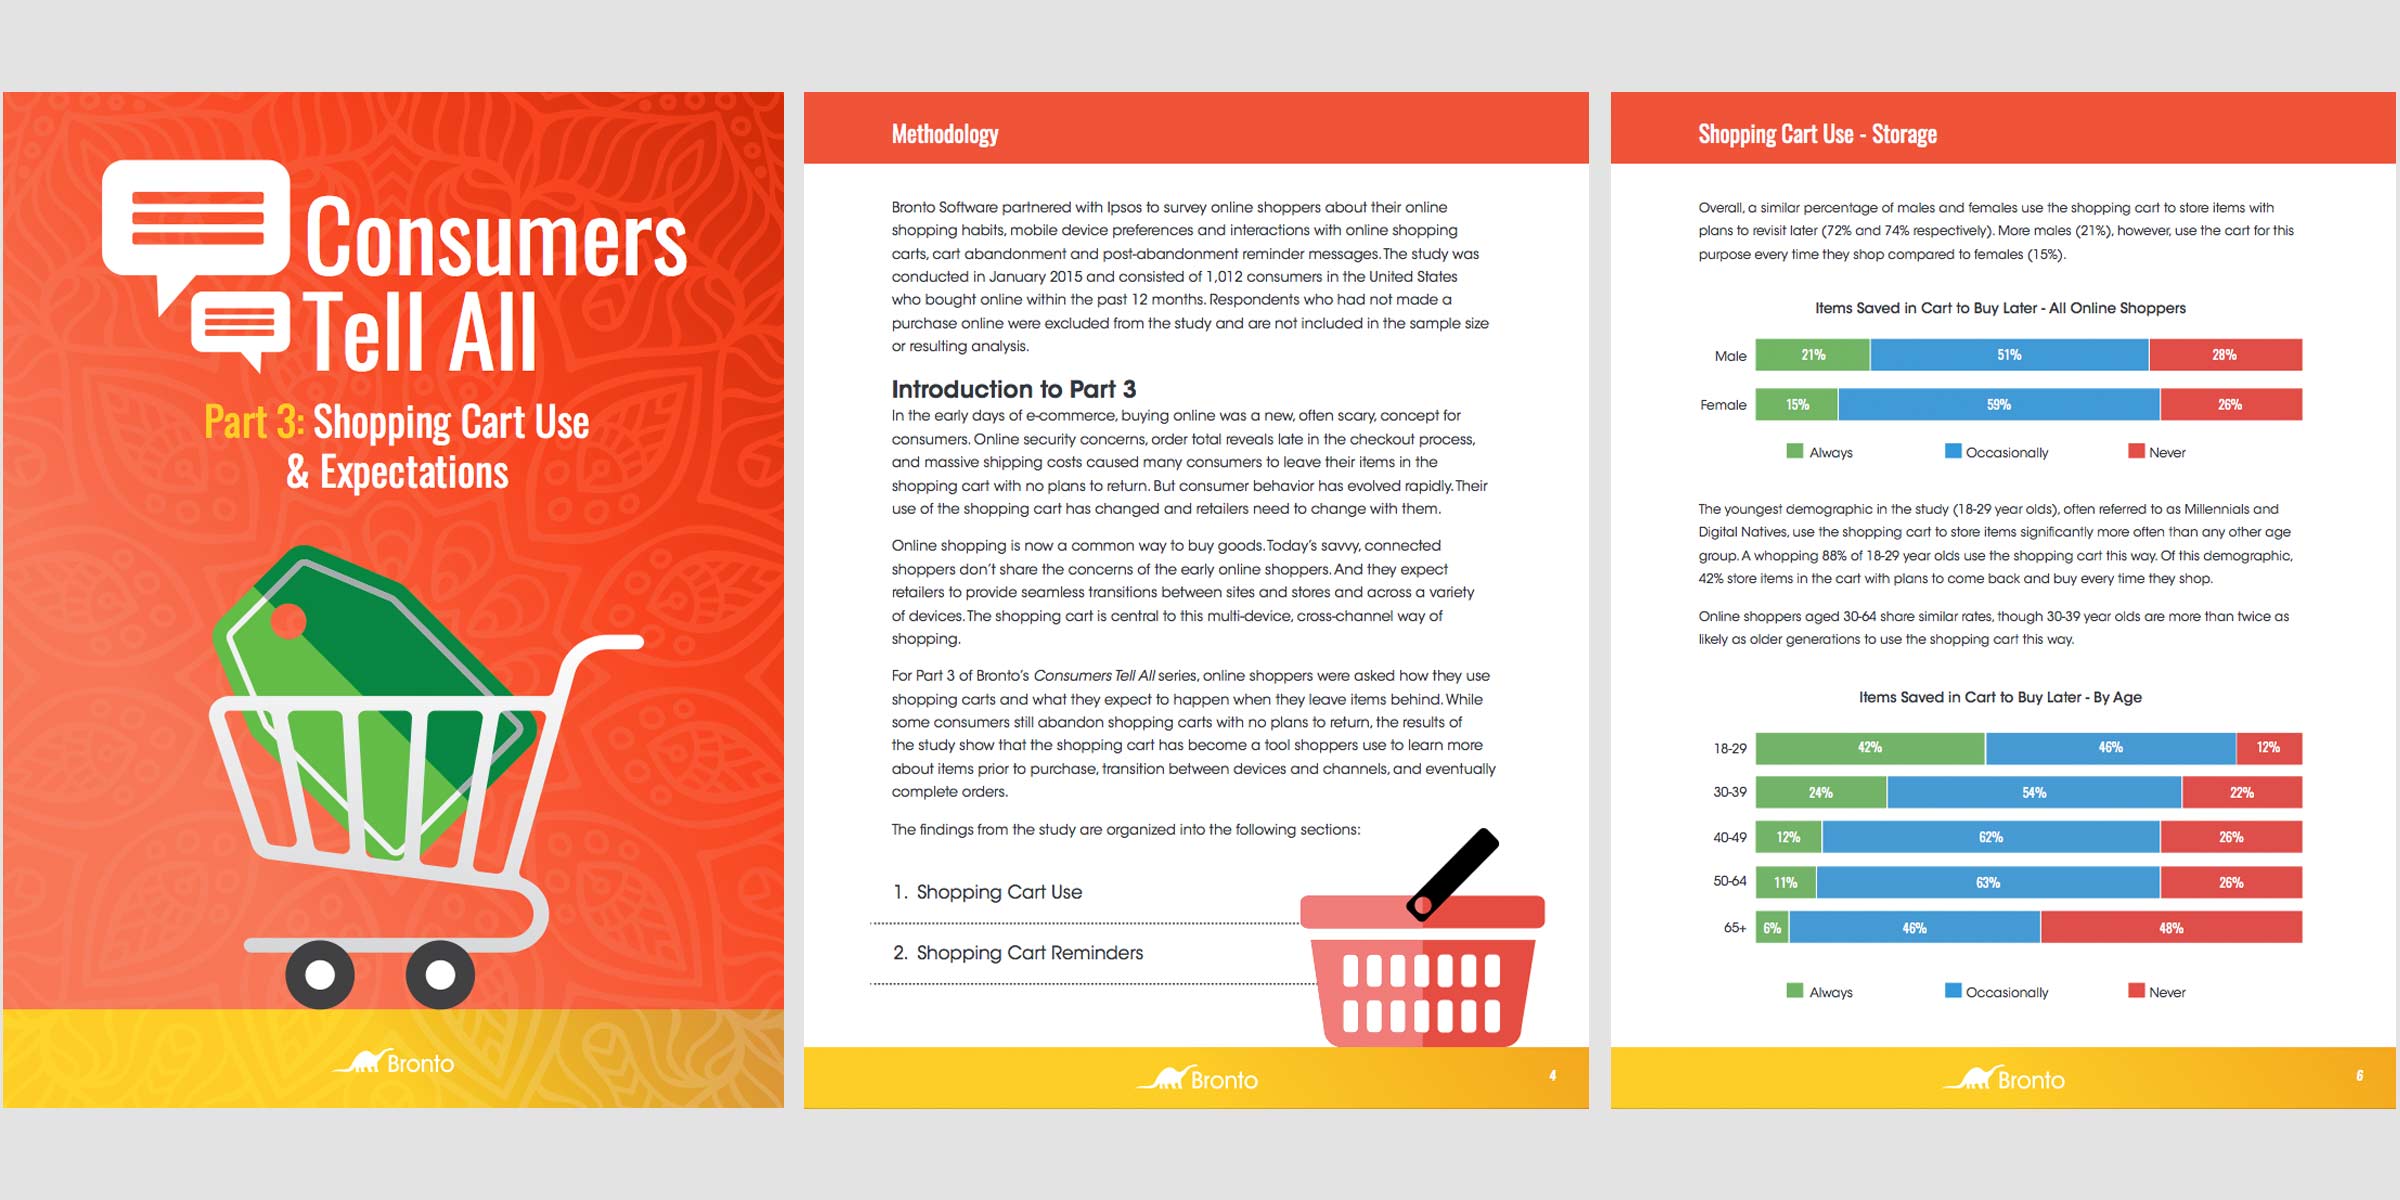 Consumers
Tell All
Part 3: Shopping Cart Use
& Expectations
Bronto
Methodology
Bronto Software partnered with Ipsos to survey online shoppers about their online
shopping habits, mobile device preferences and interactions with online shopping
carts, cart abandonment and post-abandonment reminder messages. The study was
conducted in January 2015 and consisted of 1,012 consumers in the United States
who bought online within the past 12 months. Respondents who had not made a
purchase online were excluded from the study and are not included in the sample size
or resulting analysis.
Introduction to Part 3
In the early days of e-commerce, buying online was a new, often scary, concept for
consumers. Online security concerns, order total reveals late in the checkout process,
and massive shipping costs caused many consumers to leave their items in the
shopping cart with no plans to return. But consumer behavior has evolved rapidly. Their
use of the shopping cart has changed and retailers need to change with them.
Online shopping is now a common way to buy goods. Today's savvy, connected
shoppers don't share the concerns of the early online shoppers. And they expect
retailers to provide seamless transitions between sites and stores and across a variety
of devices. The shopping cart is central to this multi-device, cross-channel way of
shopping.
For Part 3 of Bronto's Consumers Tell All series, online shoppers were asked how they use
shopping carts and what they expect to happen when they leave items behind. While
some consumers still abandon shopping carts with no plans to return, the results of
the study show that the shopping cart has become a tool shoppers use to learn more
about items prior to purchase, transition between devices and channels, and eventually
complete orders.
The findings from the study are organized into the following sections:
1. Shopping Cart Use
2. Shopping Cart Reminders
Bronto
4
Shopping Cart Use - Storage
Overall, a similar percentage of males and females use the shopping cart to store items with
plans to revisit later (72% and 74% respectively). More males (21%), however, use the cart for this
purpose every time they shop compared to females (15%).
Items Saved in Cart to Buy Later - All Online Shoppers
Male 21% 51% 28%
Female 15% 59% 26%
Always Occasionally Never
The youngest demographic in the study (18-29 year olds), often referred to as Millennials and
Digital Natives, use the shopping cart to store items significantly more often than any other age
group. A whopping 88% of 18-29 year olds use the shopping cart this way. Of this demographic,
42% store items in the cart with plans to come back and buy every time they shop.
Online shoppers aged 30-64 share similar rates, though 30-39 year olds are more than twice as
likely as older generations to use the shopping cart this way.
Items Saved in Cart to Buy Later - By Age
18-29 42% 46% 12%
30-39 24% 54% 22%
40-49 12% 62% 26%
50-64 11% 63% 26%
65+ 6% 46% 48%
Always Occasionally Never
Bronto
6